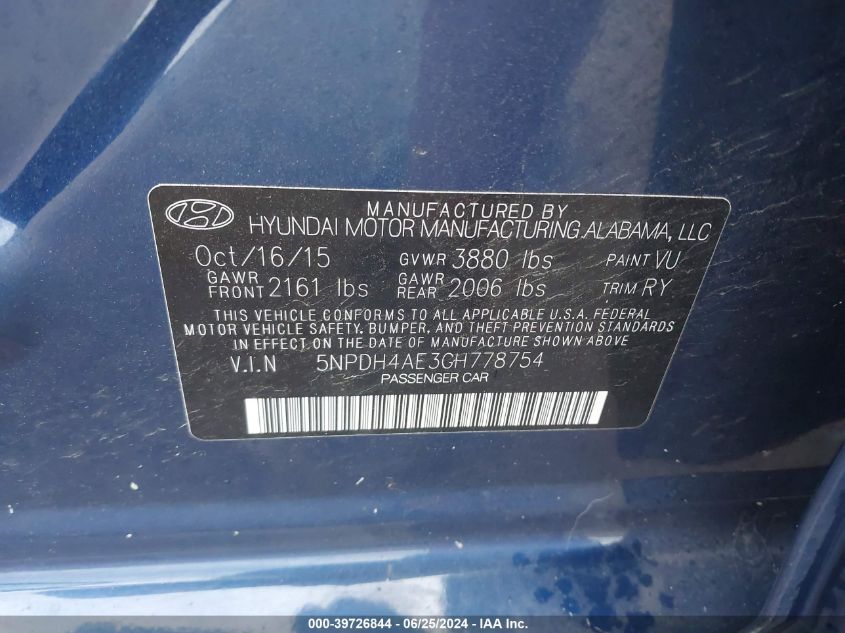 MANUFACTURED BY
HYUNDAI MOTOR MANUFACTURING ALABAMA, LLC
Oct/16/15 GVWR 3880 lbs PAINT VU
GAWR FRONT 2161 lbs GAWR REAR 2006 lbs TRIM RY
THIS VEHICLE CONFORMS TO ALL APPLICABLE U.S.A. FEDERAL
MOTOR VEHICLE SAFETY, BUMPER, AND THEFT PREVENTION STANDARDS
IN EFFECT ON THE DATE OF MANUFACTURE SHOWN ABOVE.
V.I.N 5NPDH4AE3GH778754
PASSENGER CAR
000-39726844 - 06/25/2024 - IAA Inc.